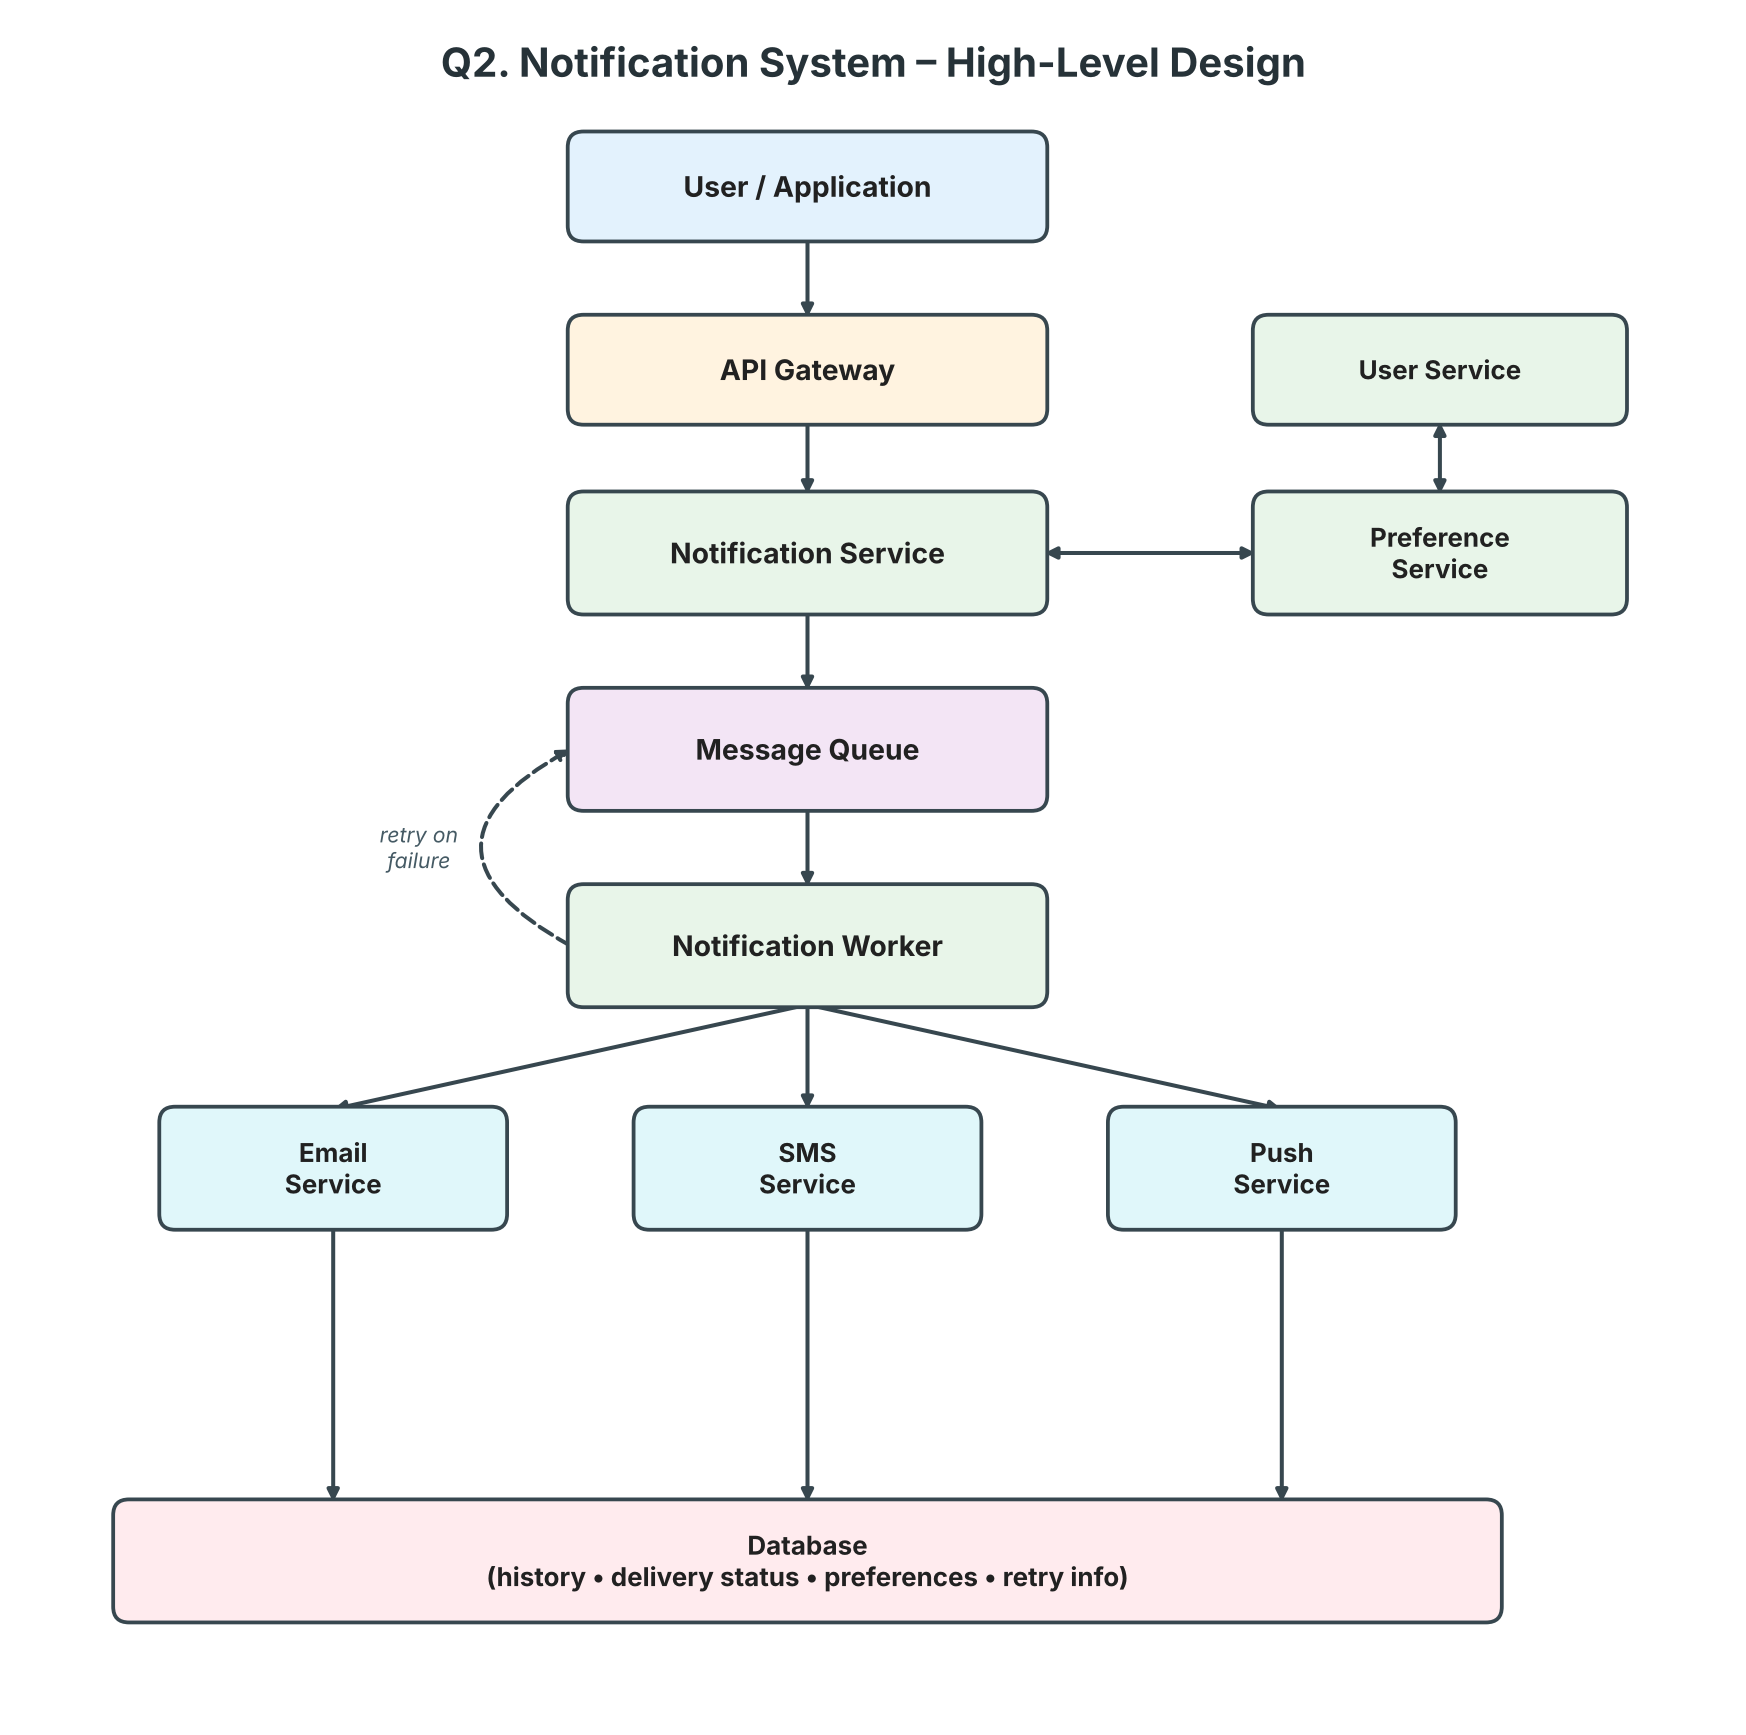 Q2. Notification System – High-Level Design
User / Application
API Gateway
User Service
Notification Service
Preference
Service
Message Queue
retry on
failure
Notification Worker
Email
Service
SMS
Service
Push
Service
Database
(history • delivery status • preferences • retry info)